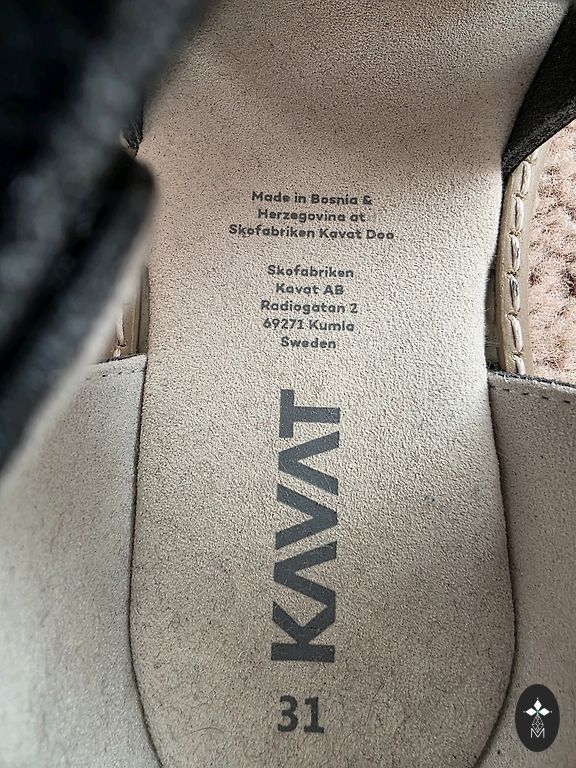 Made in Bosnia &
Herzegovina at
Skofabriken Kavat Doo
Skofabriken
Kavat AB
Radiogatan 2
69271 Kumla
Sweden
KAVAT
31